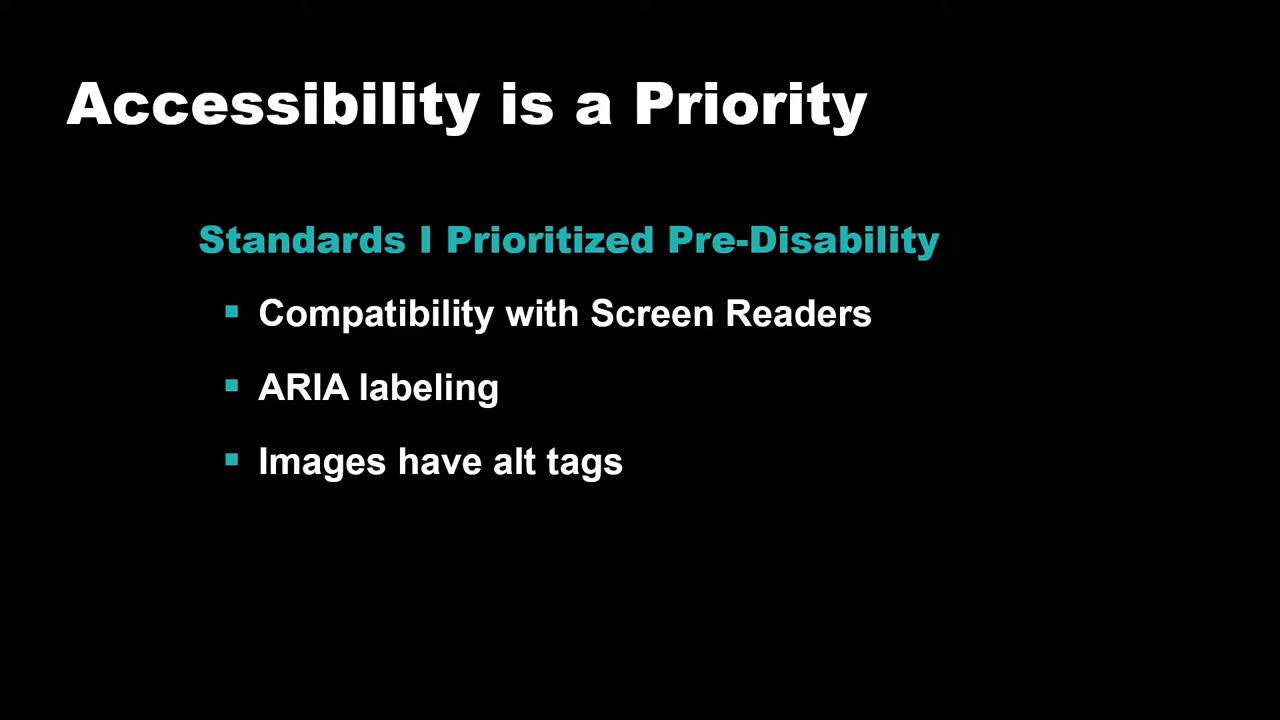 Accessibility is a Priority
Standards I Prioritized Pre-Disability
Compatibility with Screen Readers
ARIA labeling
Images have alt tags